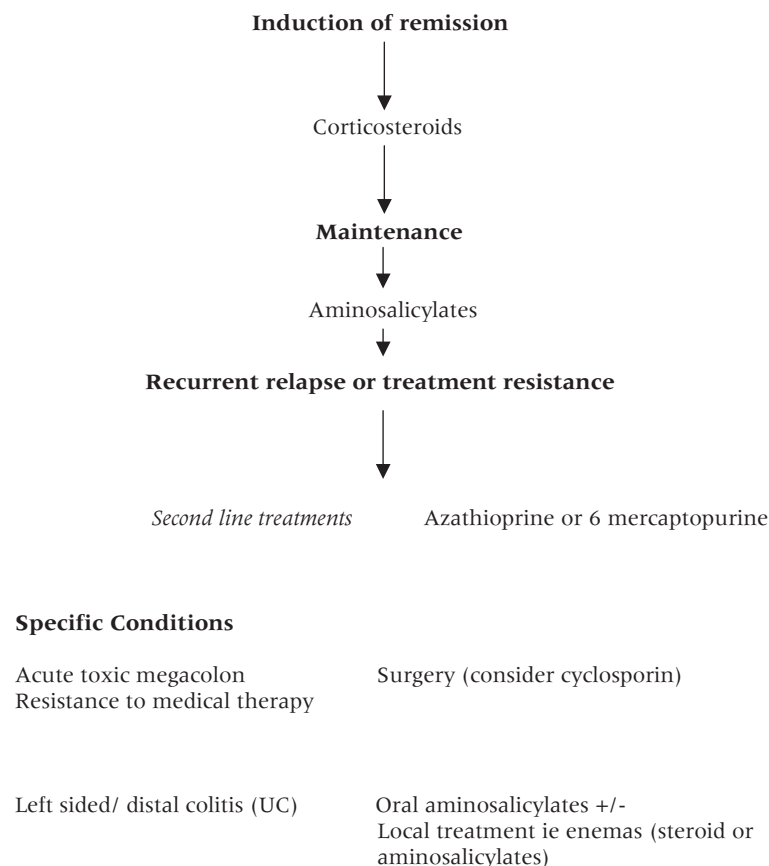 Induction of remission
Corticosteroids
Maintenance
Aminosalicylates
Recurrent relapse or treatment resistance
Second line treatments Azathioprine or 6 mercaptopurine
Specific Conditions
Acute toxic megacolon Surgery (consider cyclosporin)
Resistance to medical therapy
Left sided/ distal colitis (UC) Oral aminosalicylates +/-
Local treatment ie enemas (steroid or
aminosalicylates)